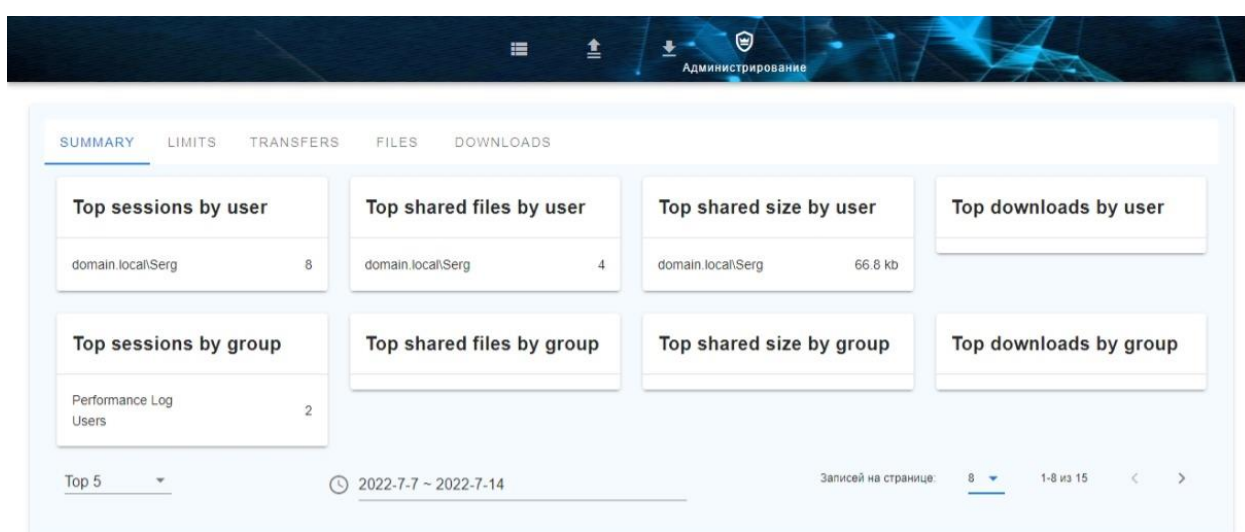 Администрирование
SUMMARY LIMITS TRANSFERS FILES DOWNLOADS
Top sessions by user
domain.local\Serg 8
Top shared files by user
domain.local\Serg 4
Top shared size by user
domain.local\Serg 66.8 kb
Top downloads by user
Top sessions by group
Performance Log
Users 2
Top shared files by group
Top shared size by group
Top downloads by group
Top 5 2022-7-7 ~ 2022-7-14 Записей на странице: 8 1-8 из 15